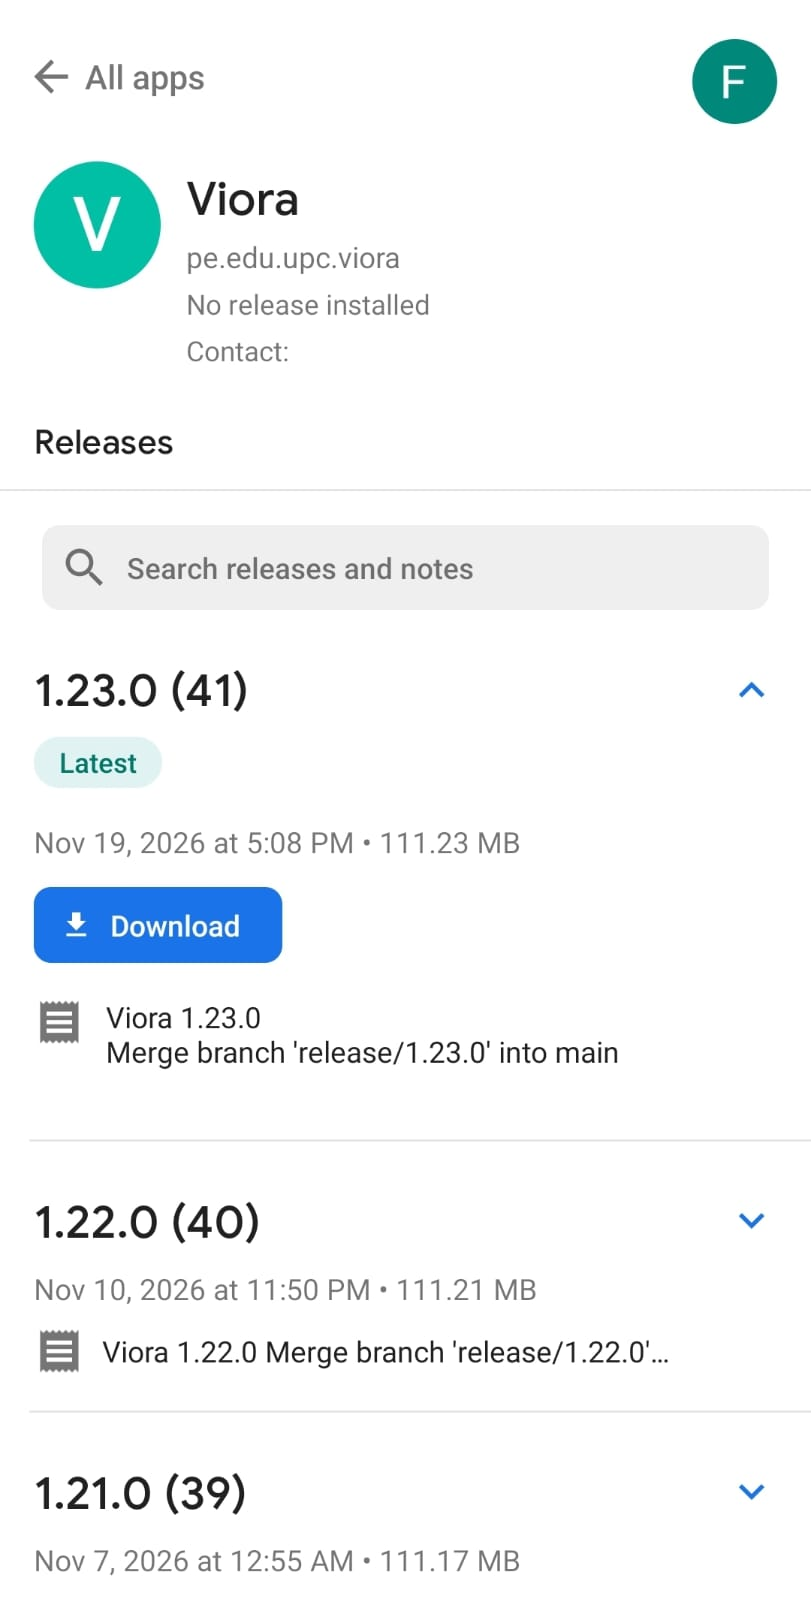 All apps
F
V
Viora
pe.edu.upc.viora
No release installed
Contact:
Releases
Search releases and notes
1.23.0 (41)
Latest
Nov 19, 2026 at 5:08 PM • 111.23 MB
Download
Viora 1.23.0
Merge branch 'release/1.23.0' into main
1.22.0 (40)
Nov 10, 2026 at 11:50 PM • 111.21 MB
Viora 1.22.0 Merge branch 'release/1.22.0'...
1.21.0 (39)
Nov 7, 2026 at 12:55 AM • 111.17 MB